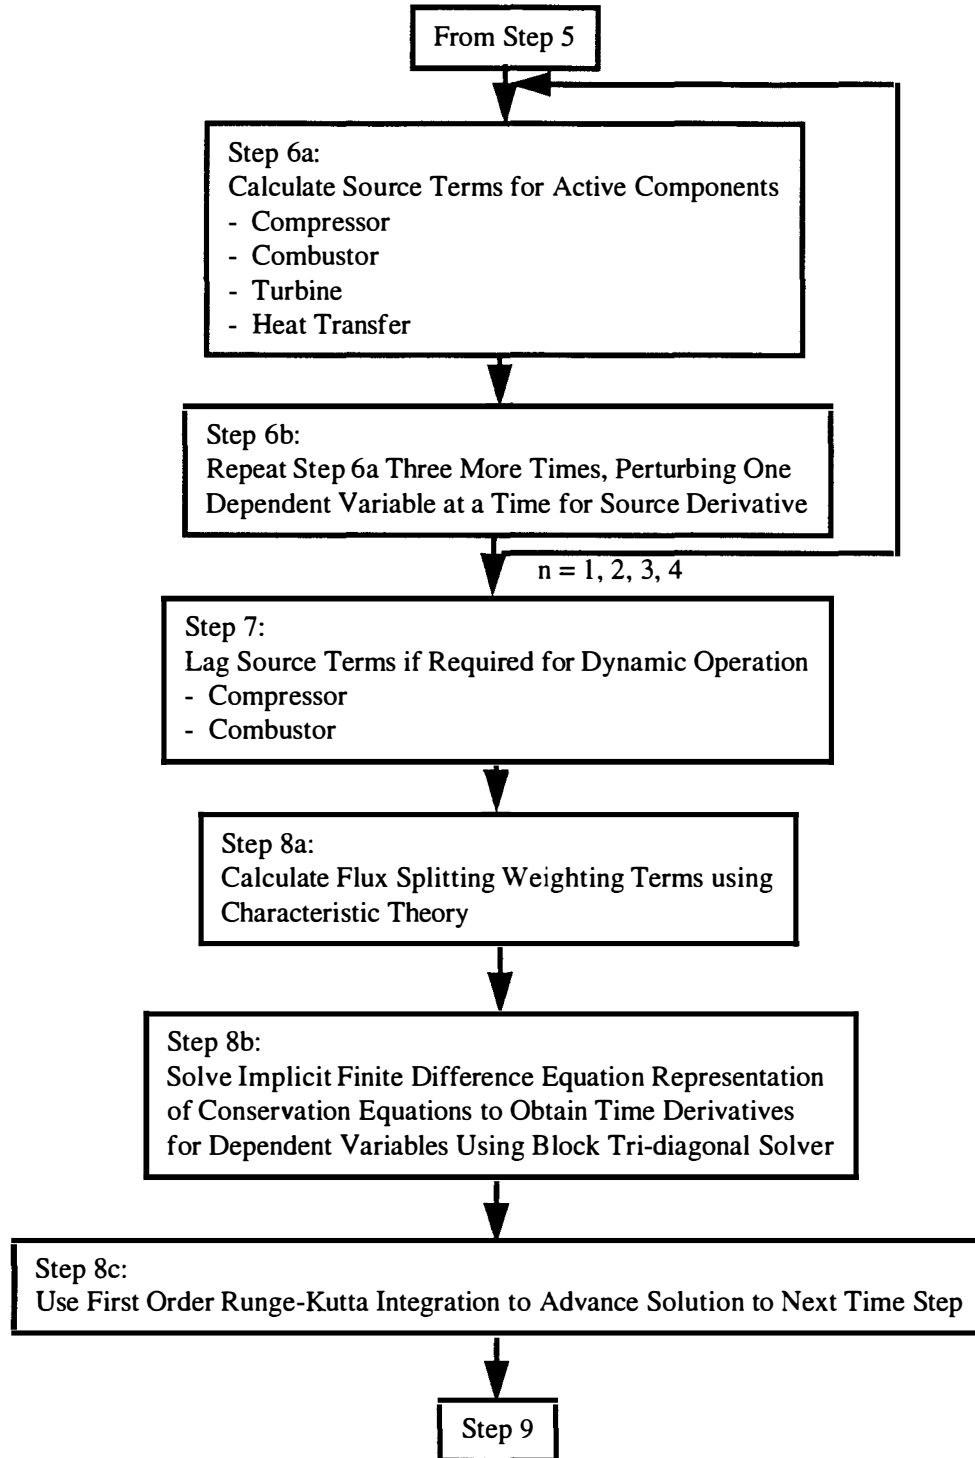 From Step 5
Step 6a:
Calculate Source Terms for Active Components
- Compressor
- Combustor
- Turbine
- Heat Transfer
Step 6b:
Repeat Step 6a Three More Times, Perturbing One
Dependent Variable at a Time for Source Derivative
n = 1, 2, 3, 4
Step 7:
Lag Source Terms if Required for Dynamic Operation
- Compressor
- Combustor
Step 8a:
Calculate Flux Splitting Weighting Terms using
Characteristic Theory
Step 8b:
Solve Implicit Finite Difference Equation Representation
of Conservation Equations to Obtain Time Derivatives
for Dependent Variables Using Block Tri-diagonal Solver
Step 8c:
Use First Order Runge-Kutta Integration to Advance Solution to Next Time Step
Step 9